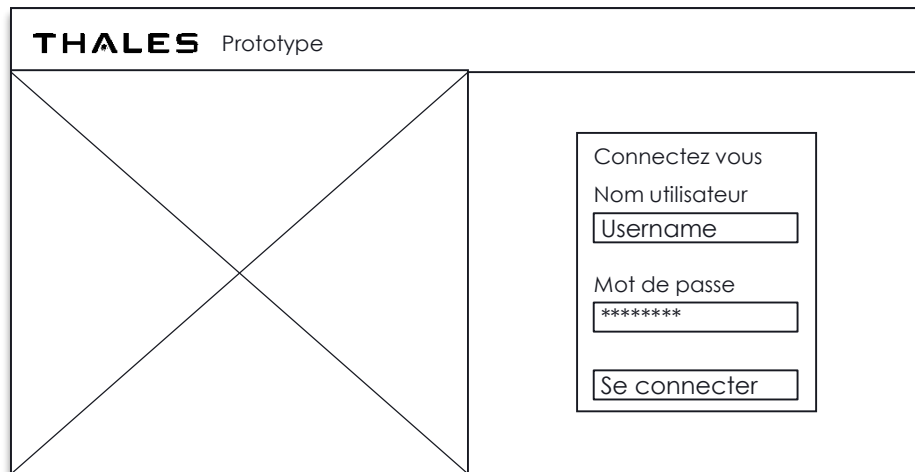 THALES Prototype
Connectez vous
Nom utilisateur
Username
Mot de passe
********
Se connecter